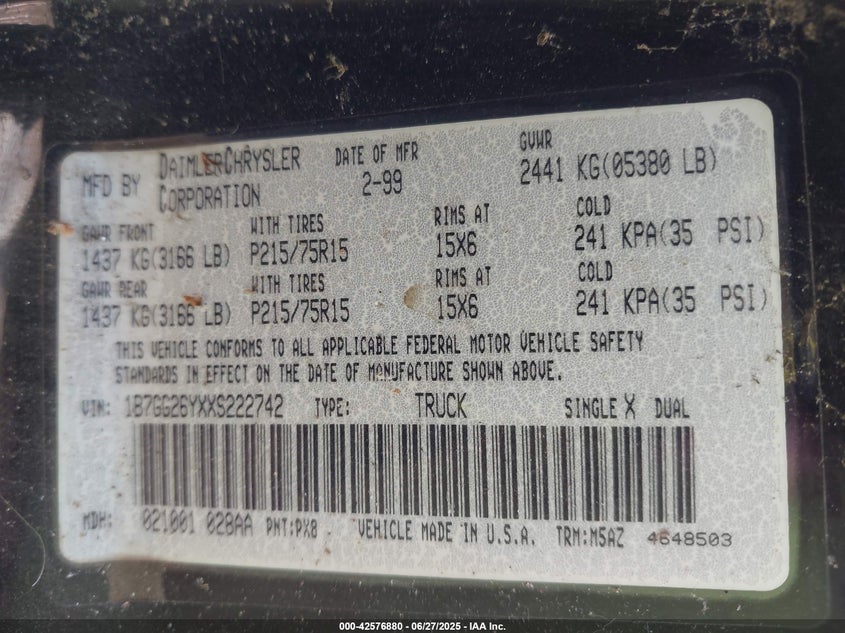 MFD BY DAIMLERCHRYSLER CORPORATION DATE OF MFR 2-99 GVWR 2441 KG(05380 LB)
GAWR FRONT WITH TIRES RIMS AT COLD
1437 KG(3166 LB) P215/75R15 15X6 241 KPA(35 PSI)
GAWR REAR WITH TIRES RIMS AT COLD
1437 KG(3166 LB) P215/75R15 15X6 241 KPA(35 PSI)
THIS VEHICLE CONFORMS TO ALL APPLICABLE FEDERAL MOTOR VEHICLE SAFETY
STANDARDS IN EFFECT ON THE DATE OF MANUFACTURE SHOWN ABOVE.
VIN: 1B7GG26YXXS222742 TYPE: TRUCK SINGLE X DUAL
MDH: 021001 028AA PNT:PX8 VEHICLE MADE IN U.S.A. TRM:M5AZ 4648503
000-42576880 - 06/27/2025 - IAA Inc.